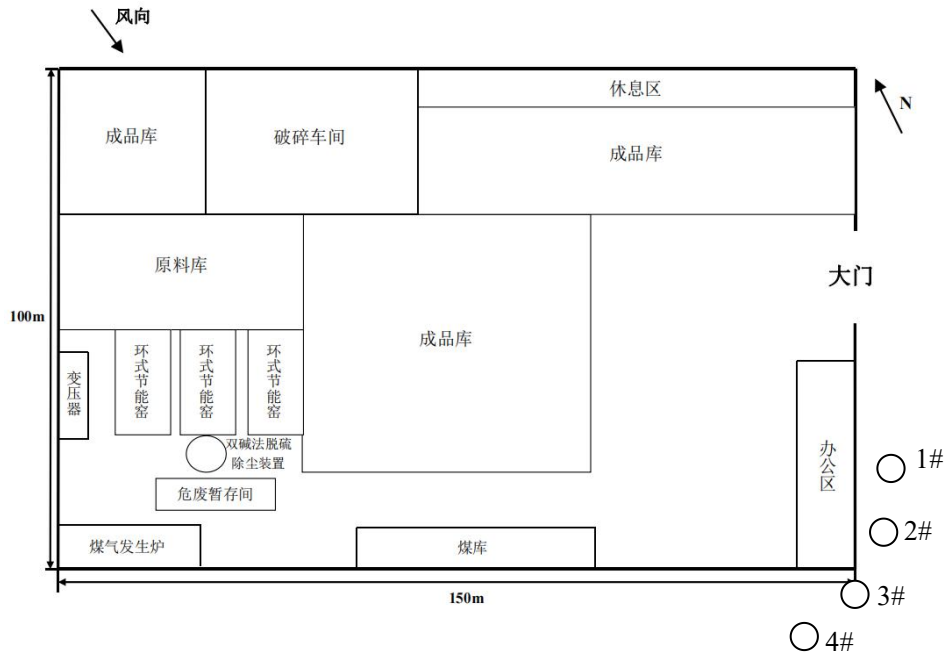 风向
N
休息区
成品库
破碎车间
成品库
原料库
大门
100m
成品库
变压器
环式节能窑
环式节能窑
环式节能窑
双碱法脱硫
除尘装置
办公区
1#
危废暂存间
2#
煤气发生炉
煤库
150m
3#
4#